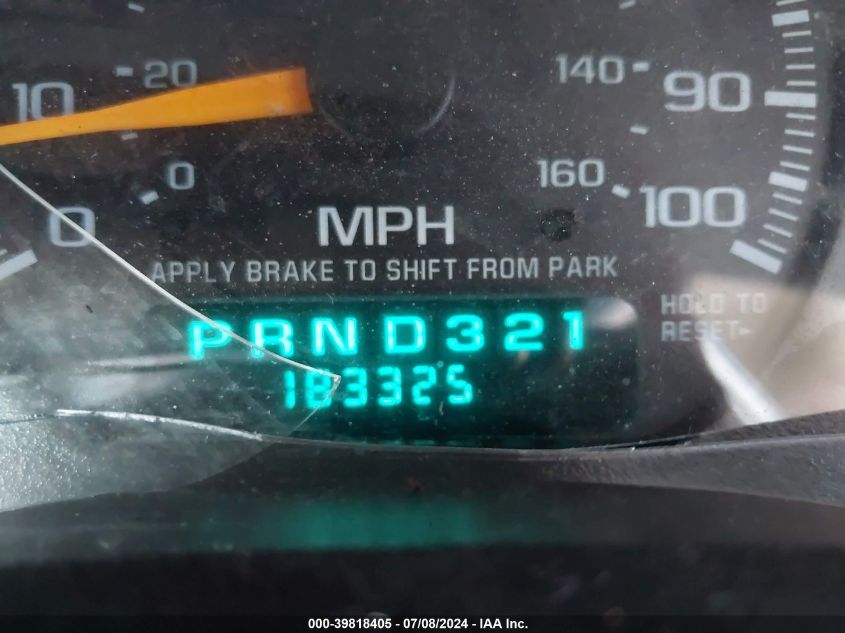 20
140
10
90
0
160
0
100
MPH
APPLY BRAKE TO SHIFT FROM PARK
HOLD TO
RESET
PRND321
183325
000-39818405 - 07/08/2024 - IAA Inc.